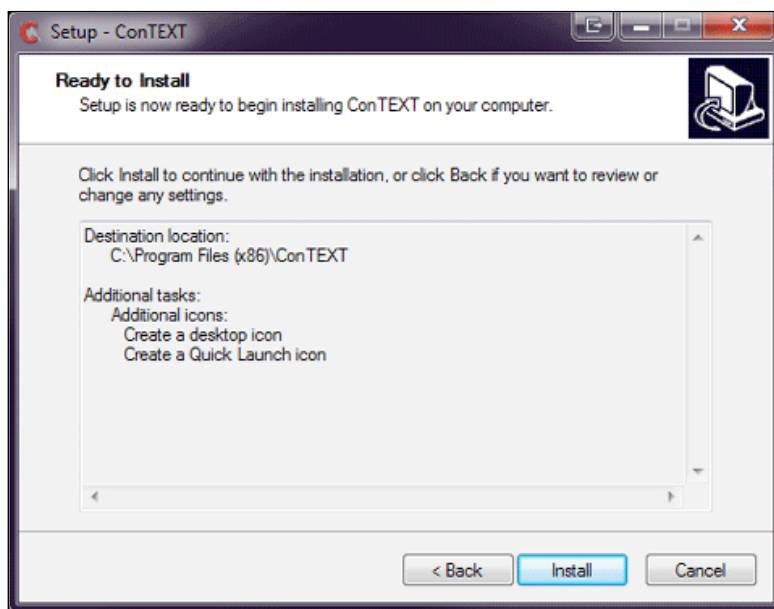 Setup - ConTEXT
Ready to Install
Setup is now ready to begin installing ConTEXT on your computer.
Click Install to continue with the installation, or click Back if you want to review or
change any settings.
Destination location:
C:\Program Files (x86)\ConTEXT
Additional tasks:
Additional icons:
Create a desktop icon
Create a Quick Launch icon
< Back
Install
Cancel